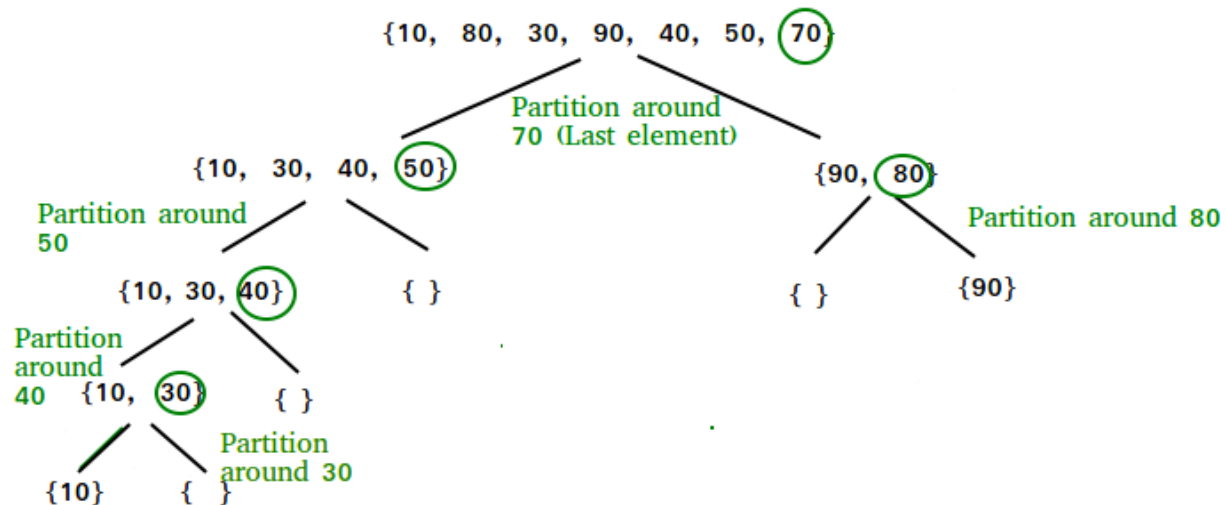 {10, 80, 30, 90, 40, 50, 70}
Partition around
70 (Last element)
{10, 30, 40, 50}
{90, 80}
Partition around
50
Partition around 80
{10, 30, 40}
{ }
{ }
{90}
Partition
around
40
{10, 30}
{ }
Partition
around 30
{10}
{ }